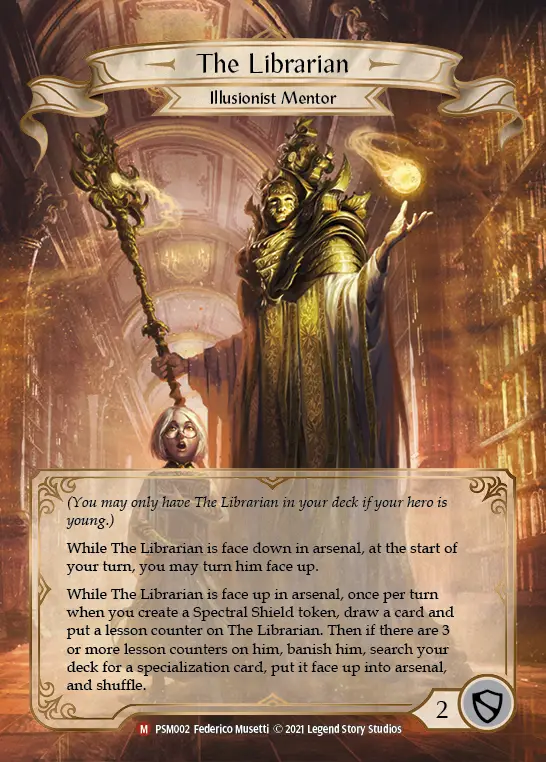 The Librarian
Illusionist Mentor
(You may only have The Librarian in your deck if your hero is
young.)
While The Librarian is face down in arsenal, at the start of
your turn, you may turn him face up.
While The Librarian is face up in arsenal, once per turn
when you create a Spectral Shield token, draw a card and
put a lesson counter on The Librarian. Then if there are 3
or more lesson counters on him, banish him, search your
deck for a specialization card, put it face up into arsenal,
and shuffle.
2
M PSM002 Federico Musetti © 2021 Legend Story Studios